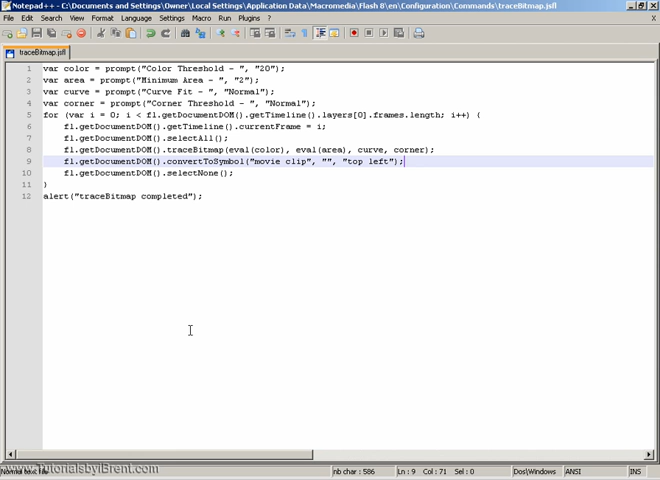 Notepad++ - C:\Documents and Settings\Owner\Local Settings\Application Data\Macromedia\Flash 8\en\Configuration\Commands\traceBitmap.jsfl
File Edit Search View Format Language Settings Macro Run Plugins ?
traceBitmap.jsfl
1 var color = prompt("Color Threshold - ", "20");
2 var area = prompt("Minimum Area - ", "2");
3 var curve = prompt("Curve Fit - ", "Normal");
4 var corner = prompt("Corner Threshold - ", "Normal");
5 for (var i = 0; i < fl.getDocumentDOM().getTimeline().layers[0].frames.length; i++) {
6 fl.getDocumentDOM().getTimeline().currentFrame = i;
7 fl.getDocumentDOM().selectAll();
8 fl.getDocumentDOM().traceBitmap(eval(color), eval(area), curve, corner);
9 fl.getDocumentDOM().convertToSymbol("movie clip", "", "top left");
10 fl.getDocumentDOM().selectNone();
11 }
12 alert("traceBitmap completed");
www.TutorialsbyiBrent.com
Normal text file nb char : 586 Ln : 9 Col : 71 Sel : 0 Dos\Windows ANSI INS